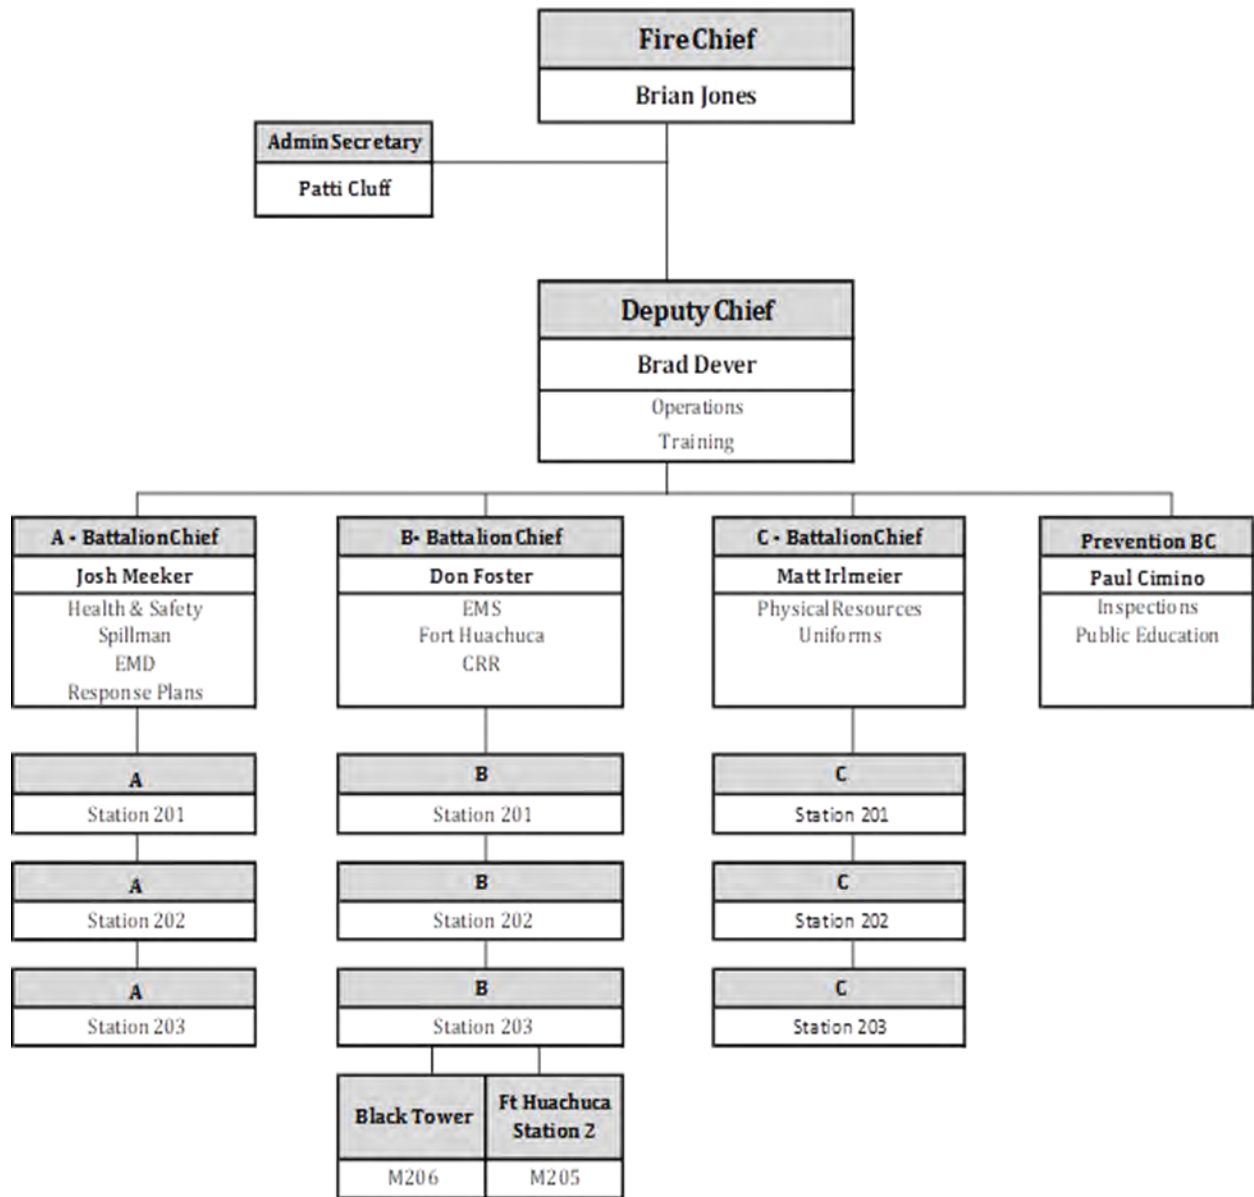 Fire Chief
Brian Jones
Admin Secretary
Patti Cluff
Deputy Chief
Brad Dever
Operations
Training
A - Battalion Chief
Josh Meeker
Health & Safety
Spillman
EMD
Response Plans
B- Battalion Chief
Don Foster
EMS
Fort Huachuca
CRR
C - Battalion Chief
Matt Irlmeier
Physical Resources
Uniforms
Prevention BC
Paul Cimino
Inspections
Public Education
A
Station 201
A
Station 202
A
Station 203
B
Station 201
B
Station 202
B
Station 203
Black Tower
M206
Ft Huachuca
Station 2
M205
C
Station 201
C
Station 202
C
Station 203